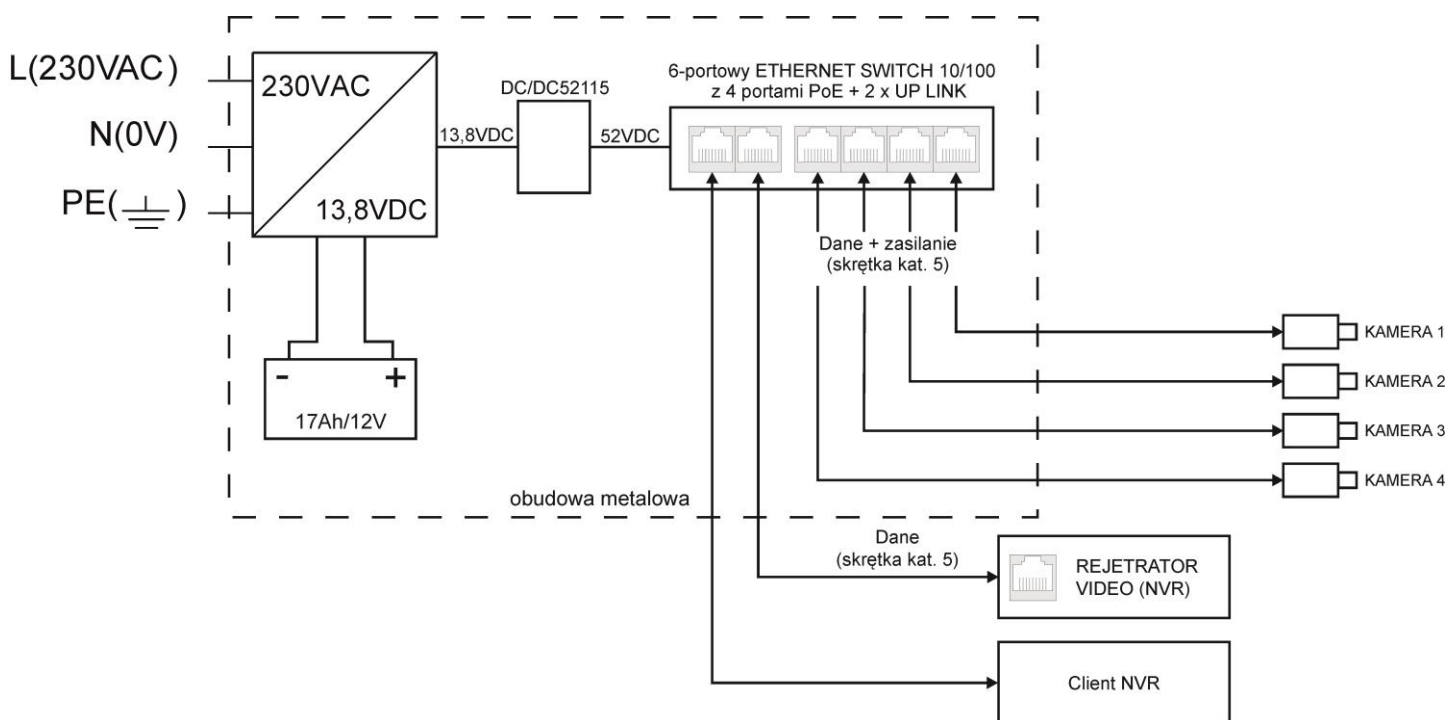 L(230VAC)
N(0V)
PE( )
230VAC
13,8VDC
13,8VDC
DC/DC52115
52VDC
6-portowy ETHERNET SWITCH 10/100
z 4 portami PoE + 2 x UP LINK
Dane + zasilanie
(skrętka kat. 5)
- +
17Ah/12V
KAMERA 1
KAMERA 2
KAMERA 3
KAMERA 4
obudowa metalowa
Dane
(skrętka kat. 5)
REJETRATOR
VIDEO (NVR)
Client NVR